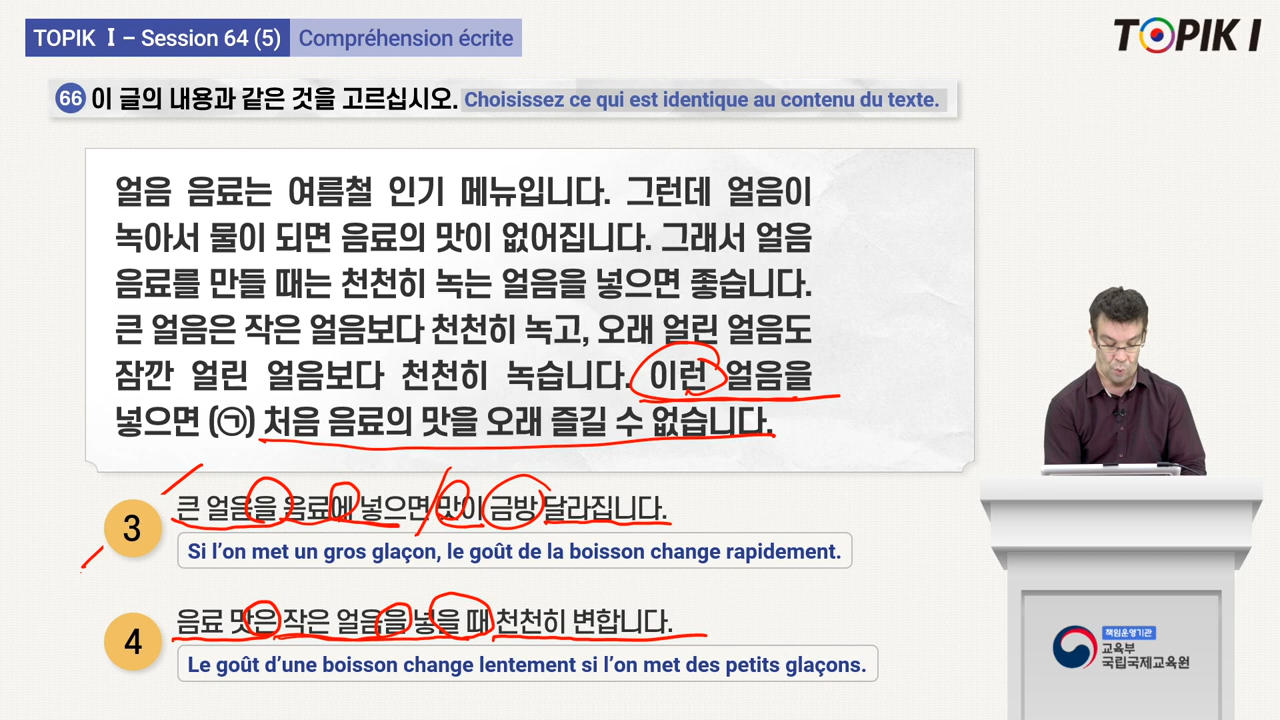 TOPIK I – Session 64 (5) Compréhension écrite
TOPIK I
66 이 글의 내용과 같은 것을 고르십시오. Choisissez ce qui est identique au contenu du texte.
얼음 음료는 여름철 인기 메뉴입니다. 그런데 얼음이
녹아서 물이 되면 음료의 맛이 없어집니다. 그래서 얼음
음료를 만들 때는 천천히 녹는 얼음을 넣으면 좋습니다.
큰 얼음은 작은 얼음보다 천천히 녹고, 오래 얼린 얼음도
잠깐 얼린 얼음보다 천천히 녹습니다. 이런 얼음을
넣으면 (㉠) 처음 음료의 맛을 오래 즐길 수 없습니다.
3 큰 얼음을 음료에 넣으면 맛이 금방 달라집니다.
Si l’on met un gros glaçon, le goût de la boisson change rapidement.
4 음료 맛은 작은 얼음을 넣을 때 천천히 변합니다.
Le goût d’une boisson change lentement si l’on met des petits glaçons.
책임운영기관
교육부
국립국제교육원